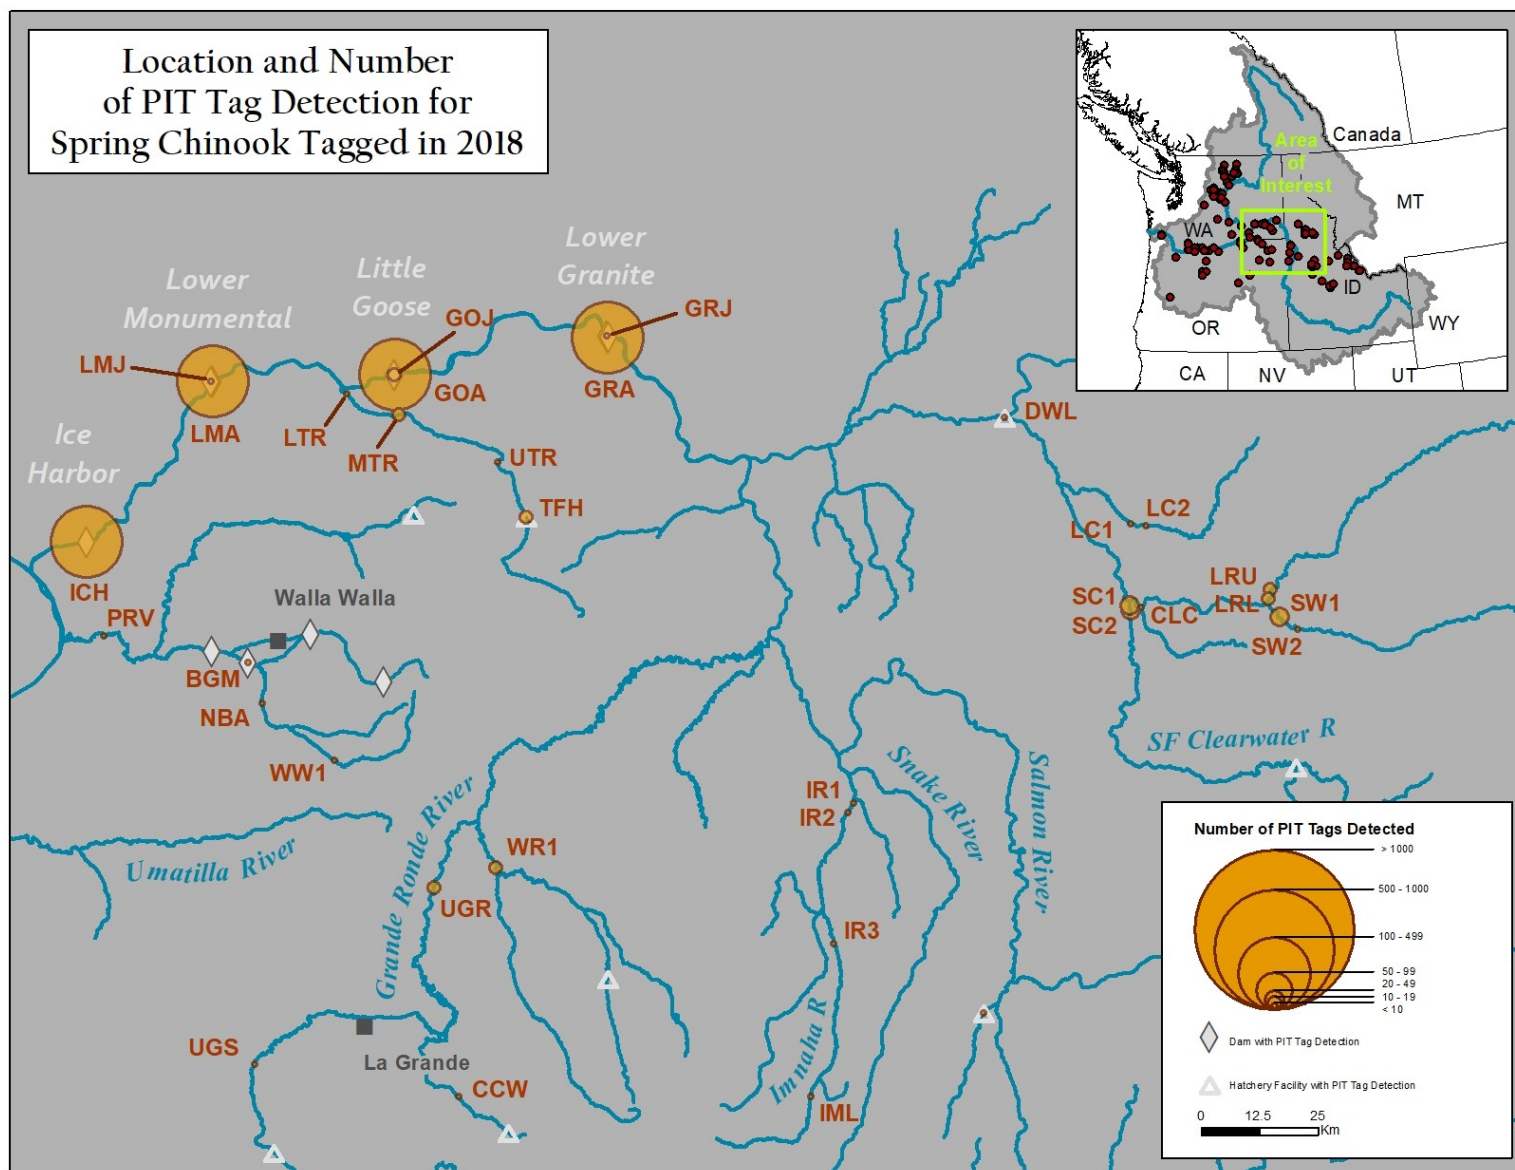 Location and Number
of PIT Tag Detection for
Spring Chinook Tagged in 2018
Canada
Area
of
Interest
MT
WA
ID
OR
WY
CA
NV
UT
Lower
Granite
Little
Goose
Lower
Monumental
GOJ
GRJ
LMJ
GOA
GRA
LMA
LTR
MTR
Ice
Harbor
UTR
TFH
DWL
LC2
LC1
ICH
PRV
Walla Walla
LRU
LRL
SW1
SC1
SC2
CLC
SW2
BGM
NBA
WW1
SF Clearwater R
Snake River
Salmon River
IR1
IR2
Umatilla River
Grande Ronde River
WR1
UGR
IR3
Imnaha R
UGS
La Grande
CCW
IML
Number of PIT Tags Detected
> 1000
500 - 1000
100 - 499
50 - 99
20 - 49
10 - 19
< 10
Dam with PIT Tag Detection
Hatchery Facility with PIT Tag Detection
0 12.5 25
Km